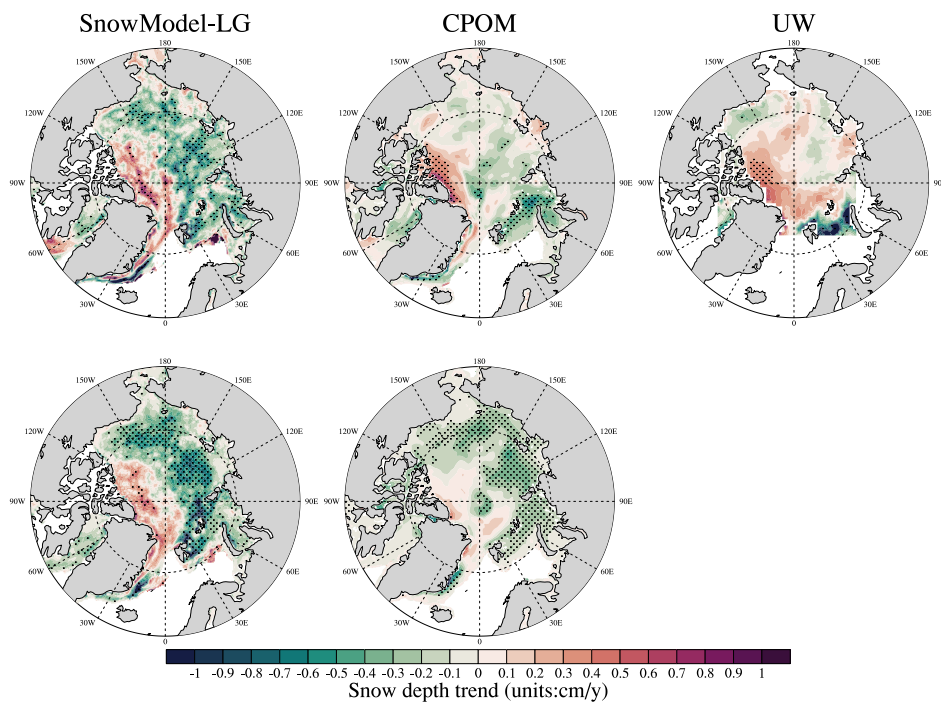 SnowModel-LG CPOM UW
180 180 180
150W 150E 150W 150E 150W 150E
120W 120E 120W 120E 120W 120E
90W 90E 90W 90E 90W 90E
60W 60E 60W 60E 60W 60E
30W 30E 30W 30E 30W 30E
0 0 0
180 180
150W 150E 150W 150E
120W 120E 120W 120E
90W 90E 90W 90E
60W 60E 60W 60E
30W 30E 30W 30E
0 0
-1 -0.9 -0.8 -0.7 -0.6 -0.5 -0.4 -0.3 -0.2 -0.1 0 0.1 0.2 0.3 0.4 0.5 0.6 0.7 0.8 0.9 1
Snow depth trend (units:cm/y)